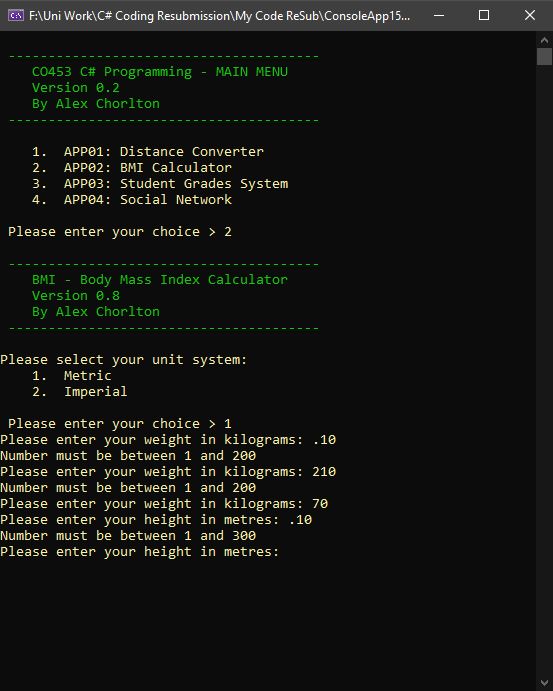 F:\Uni Work\C# Coding Resubmission\My Code ReSub\ConsoleApp15...
---------------------------------------
CO453 C# Programming - MAIN MENU
Version 0.2
By Alex Chorlton
---------------------------------------
1. APP01: Distance Converter
2. APP02: BMI Calculator
3. APP03: Student Grades System
4. APP04: Social Network
Please enter your choice > 2
---------------------------------------
BMI - Body Mass Index Calculator
Version 0.8
By Alex Chorlton
---------------------------------------
Please select your unit system:
1. Metric
2. Imperial
Please enter your choice > 1
Please enter your weight in kilograms: .10
Number must be between 1 and 200
Please enter your weight in kilograms: 210
Number must be between 1 and 200
Please enter your weight in kilograms: 70
Please enter your height in metres: .10
Number must be between 1 and 300
Please enter your height in metres: